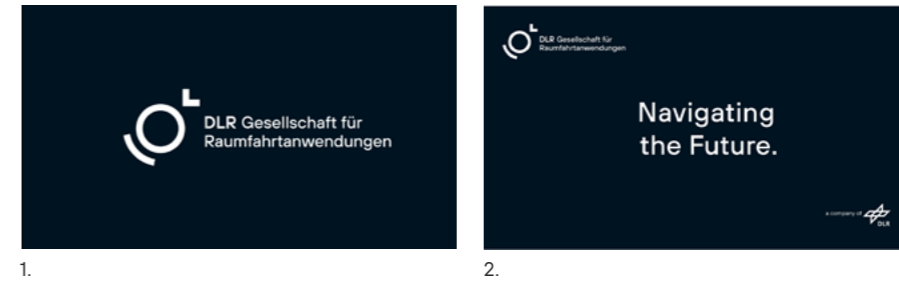 DLR Gesellschaft für
Raumfahrtanwendungen
1.
DLR Gesellschaft für
Raumfahrtanwendungen
Navigating
the Future.
a company of
DLR
2.